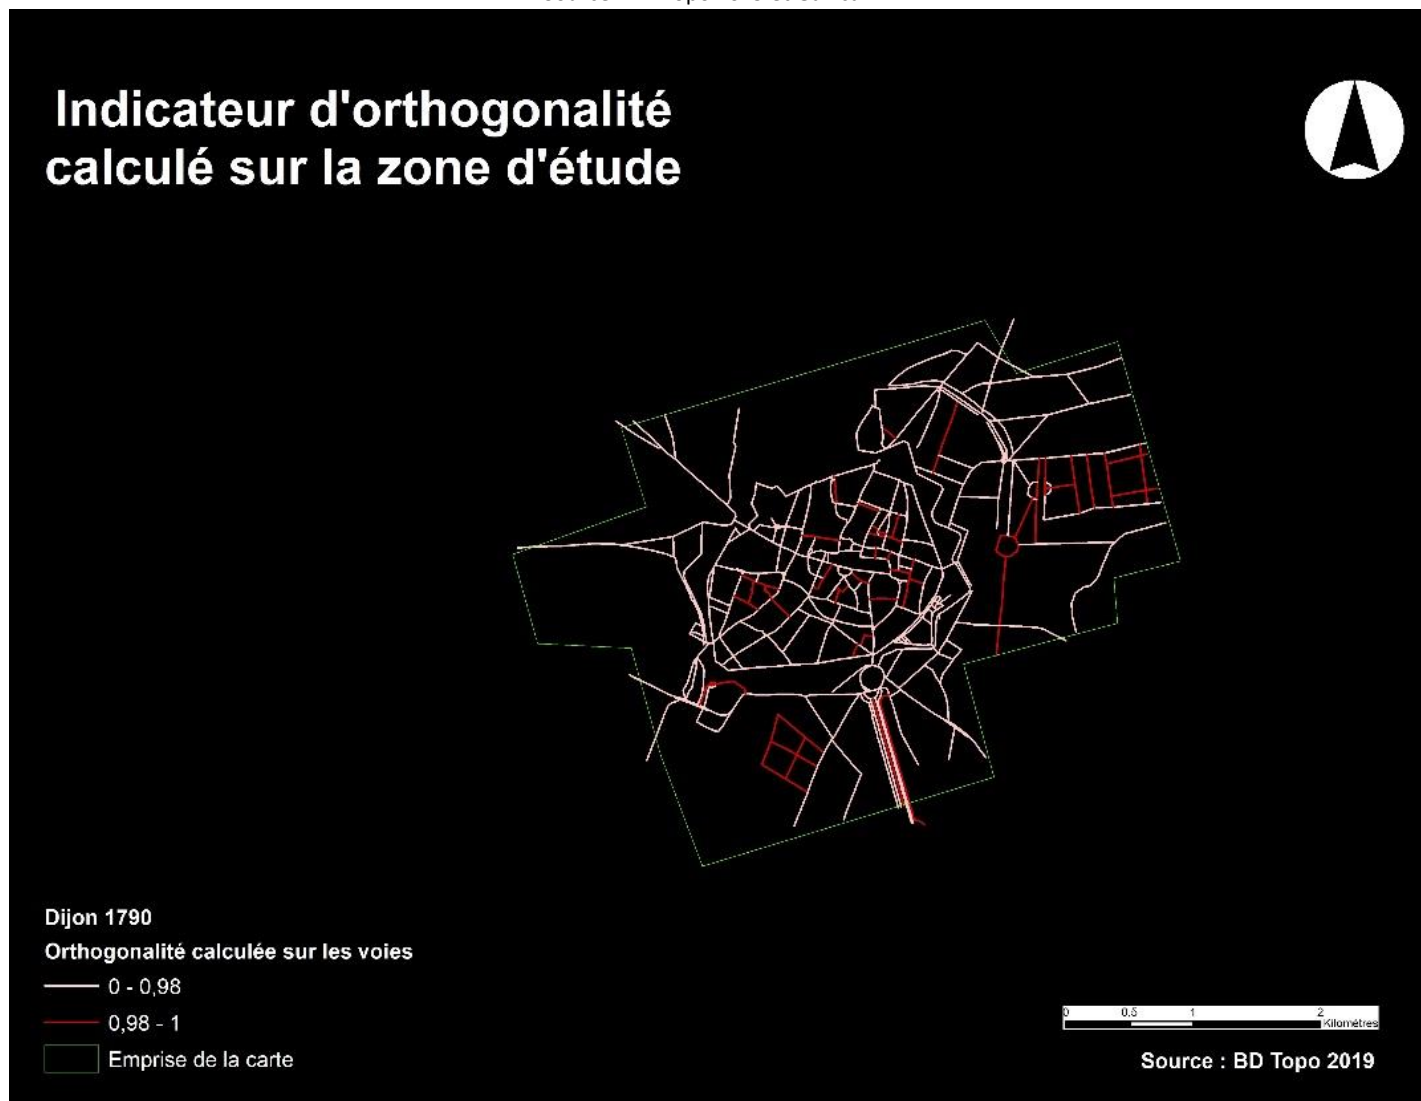 Indicateur d'orthogonalité
calculé sur la zone d'étude
Dijon 1790
Orthogonalité calculée sur les voies
0 - 0,98
0,98 - 1
Emprise de la carte
0 0.5 1 2
Kilomètres
Source : BD Topo 2019